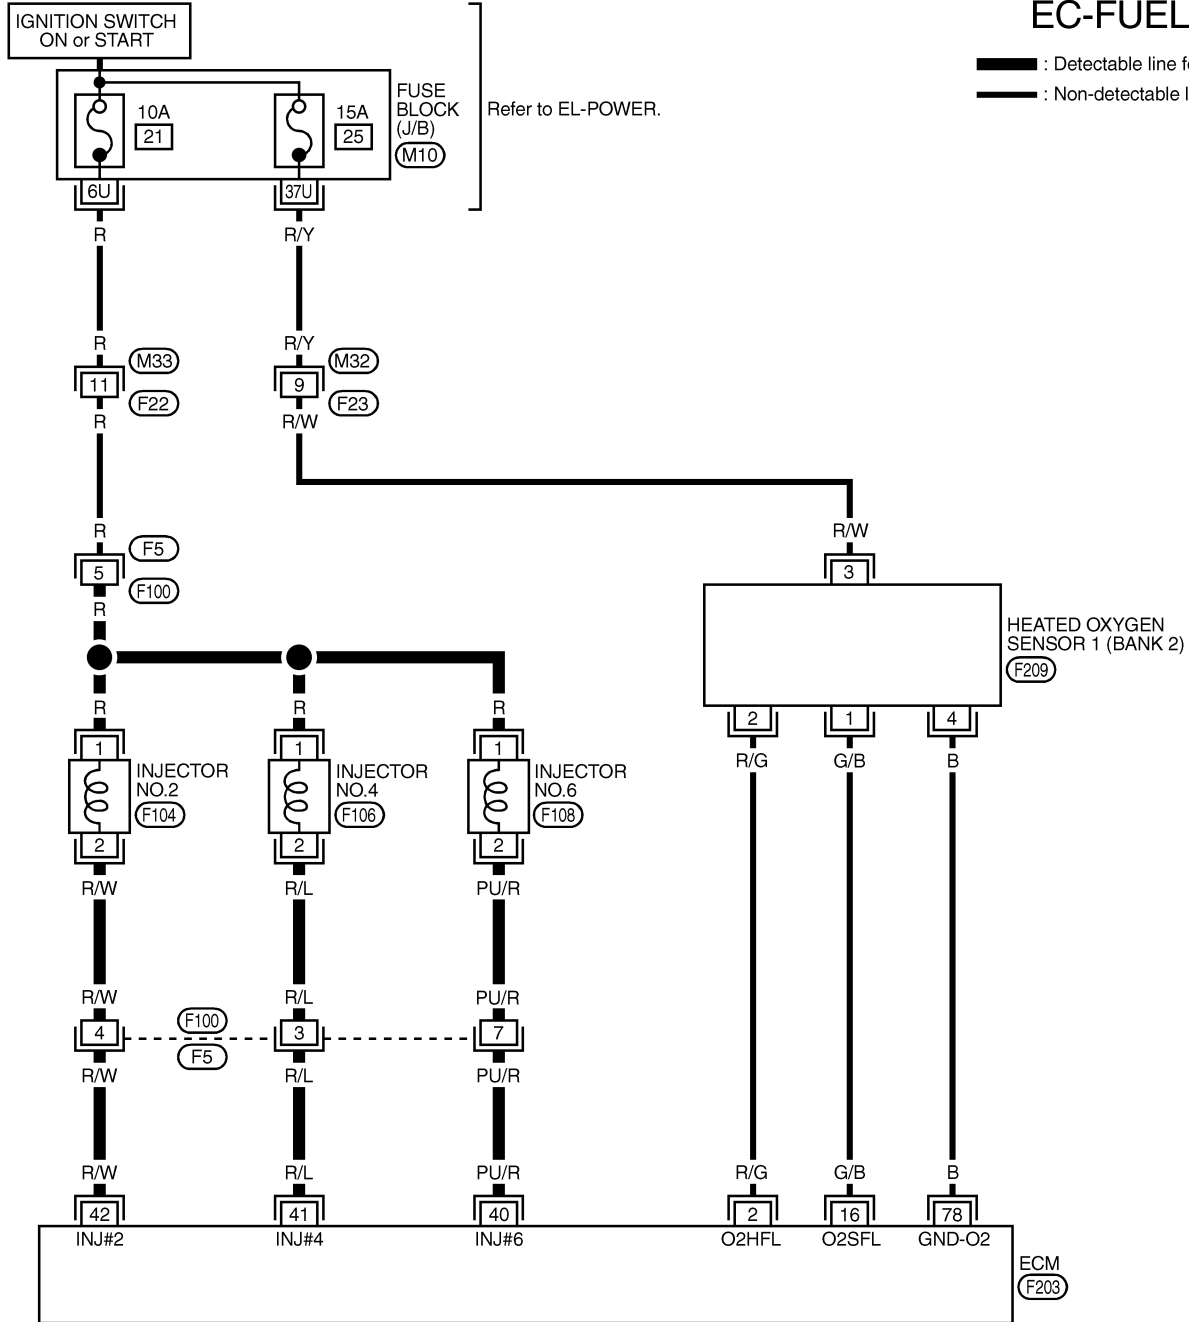 EC-FUEL
: Detectable line f
: Non-detectable l
IGNITION SWITCH
ON or START
10A
21
15A
25
FUSE
BLOCK
(J/B)
M10
Refer to EL-POWER.
6U
37U
R
R/Y
R
R/Y
M33
M32
11
9
F22
F23
R
R/W
R
R/W
F5
5
3
F100
R
HEATED OXYGEN
SENSOR 1 (BANK 2)
F209
R
R
R
2
1
4
1
1
1
R/G
G/B
B
INJECTOR
NO.2
F104
INJECTOR
NO.4
F106
INJECTOR
NO.6
F108
2
2
2
R/W
R/L
PU/R
R/W
R/L
PU/R
F100
4
3
7
F5
R/W
R/L
PU/R
R/W
R/L
PU/R
R/G
G/B
B
42
41
40
2
16
78
INJ#2
INJ#4
INJ#6
O2HFL
O2SFL
GND-O2
ECM
F203